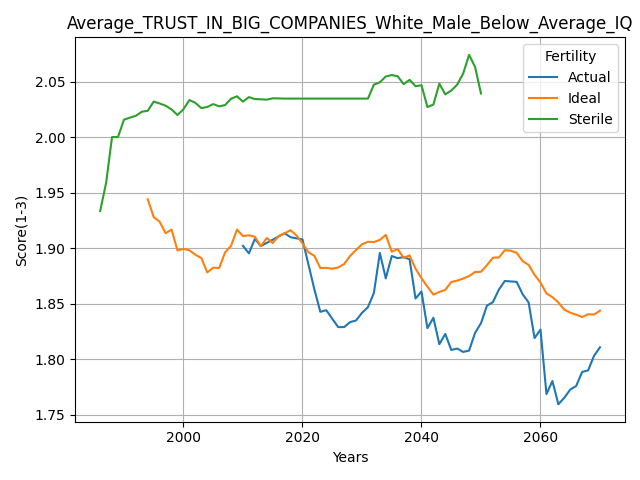 Average_TRUST_IN_BIG_COMPANIES_White_Male_Below_Average_IQ
Fertility
Actual
Ideal
Sterile
Score(1-3)
2.05
2.00
1.95
1.90
1.85
1.80
1.75
2000
2020
2040
2060
Years